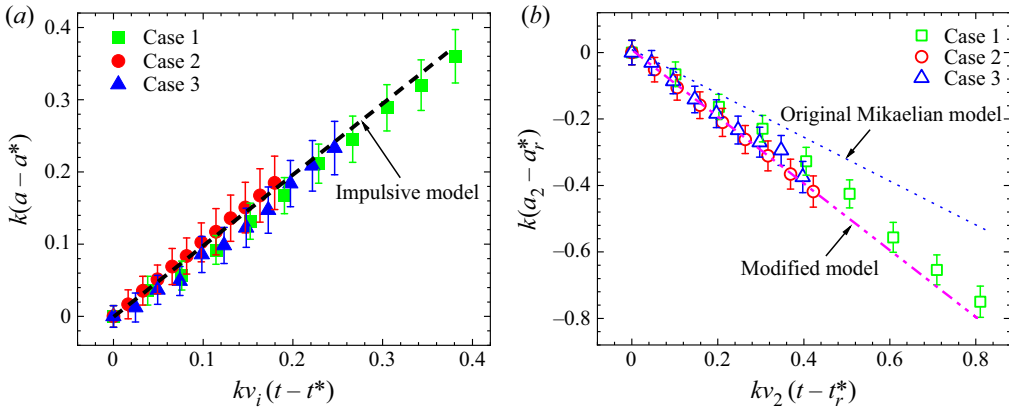 (a)
0.4
0.3
0.2
0.1
0
k(a – a*)
Case 1
Case 2
Case 3
Impulsive model
0
0.1
0.2
0.3
0.4
kv_i (t – t*)
(b)
0
–0.2
–0.4
–0.6
–0.8
k(a_2 – a_r^*)
Case 1
Case 2
Case 3
Original Mikaelian model
Modified model
0
0.2
0.4
0.6
0.8
kv_2 (t – t_r^*)